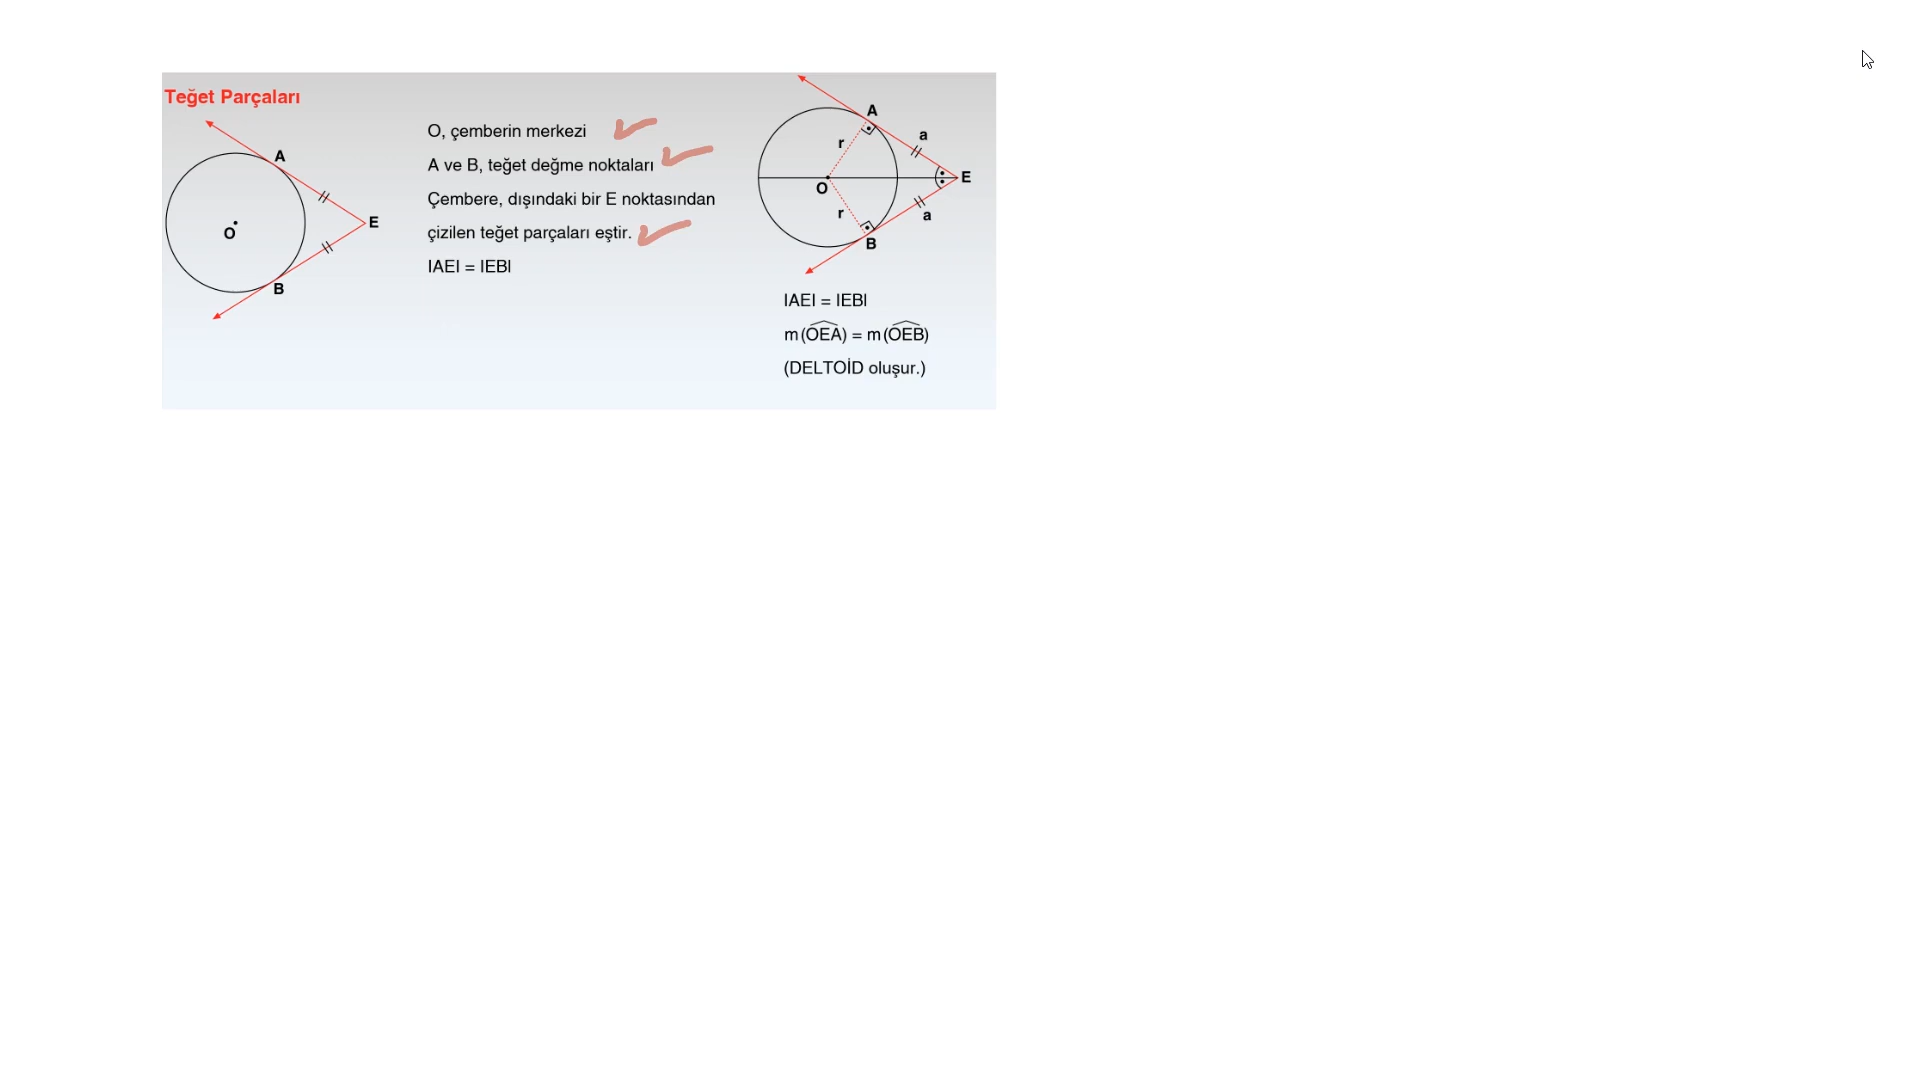 Teğet Parçaları
A
E
O
B
O, çemberin merkezi
A ve B, teğet değme noktaları
Çembere, dışındaki bir E noktasından
çizilen teğet parçaları eştir.
IAEI = IEBI
A
a
r
E
O
r
a
B
IAEI = IEBI
m(OEA) = m(OEB)
(DELTOİD oluşur.)